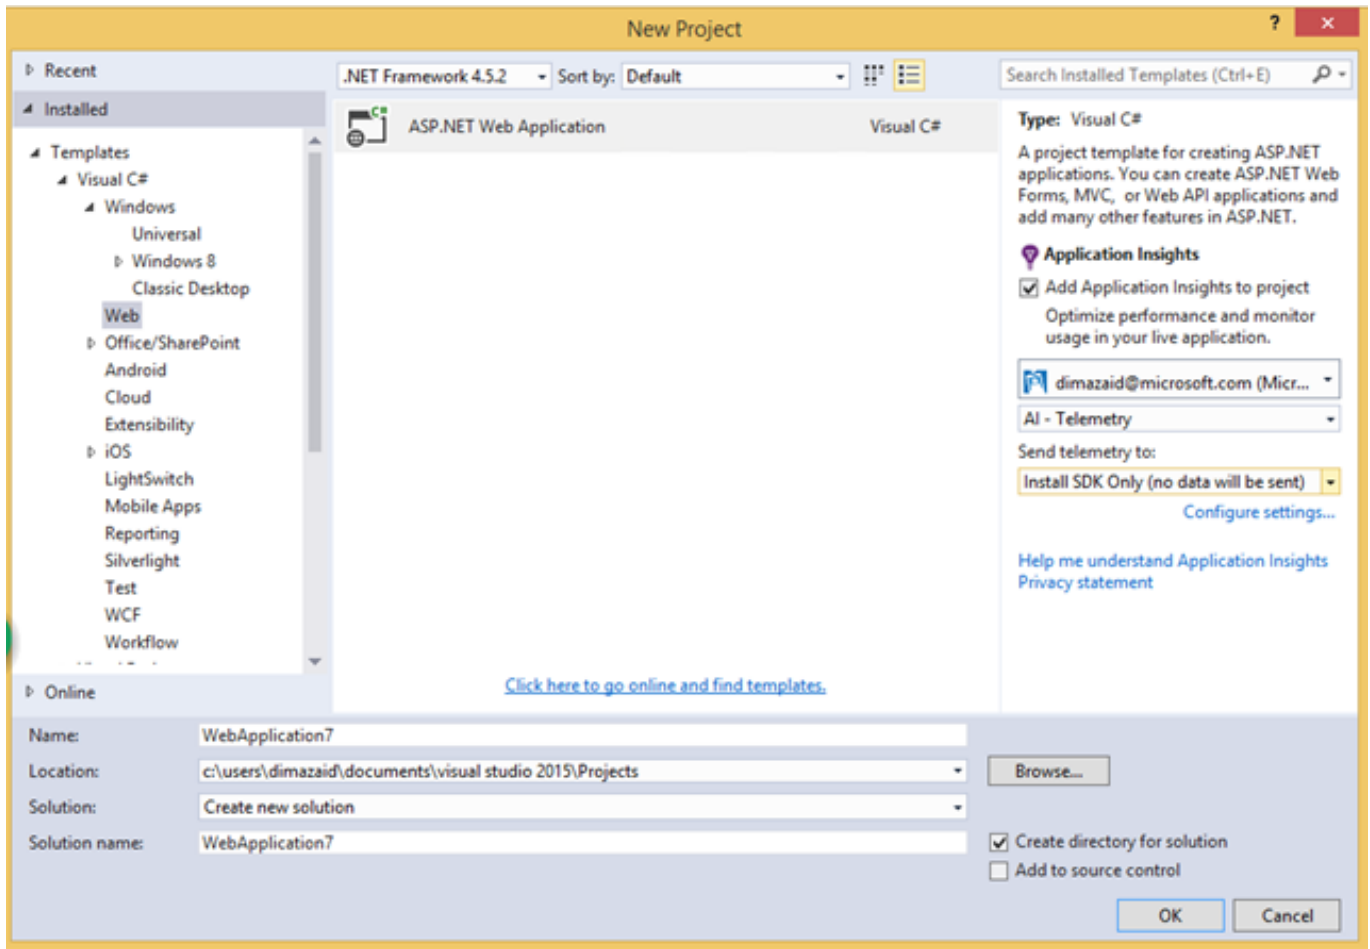 New Project
?
Recent
.NET Framework 4.5.2
Sort by: Default
Search Installed Templates (Ctrl+E)
Installed
Templates
Visual C#
Windows
Universal
Windows 8
Classic Desktop
Web
Office/SharePoint
Android
Cloud
Extensibility
iOS
LightSwitch
Mobile Apps
Reporting
Silverlight
Test
WCF
Workflow
Online
C#
ASP.NET Web Application Visual C#
Click here to go online and find templates.
Type: Visual C#
A project template for creating ASP.NET
applications. You can create ASP.NET Web
Forms, MVC, or Web API applications and
add many other features in ASP.NET.
Application Insights
Add Application Insights to project
Optimize performance and monitor
usage in your live application.
dimazaid@microsoft.com (Micr...
AI - Telemetry
Send telemetry to:
Install SDK Only (no data will be sent)
Configure settings...
Help me understand Application Insights
Privacy statement
Name: WebApplication7
Location: c:\users\dimazaid\documents\visual studio 2015\Projects
Browse...
Solution: Create new solution
Solution name: WebApplication7
Create directory for solution
Add to source control
OK
Cancel